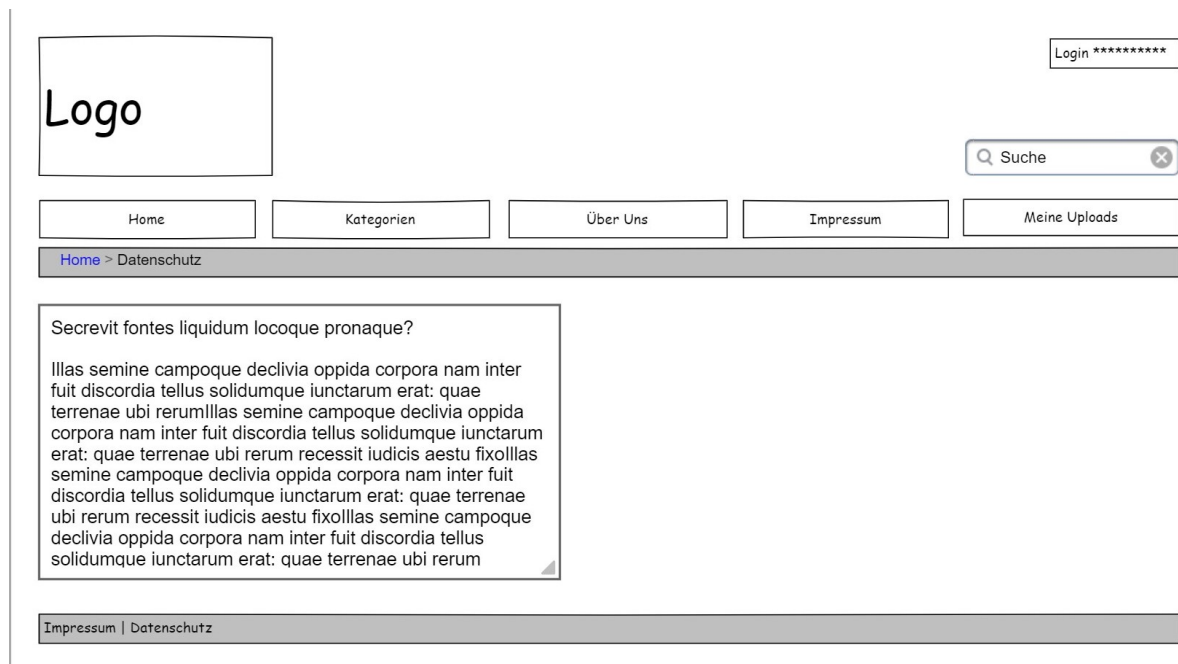 Logo
Login **********
Suche
Home
Kategorien
Über Uns
Impressum
Meine Uploads
Home > Datenschutz
Secrevit fontes liquidum locoque pronaque?
Illas semine campoque declivia oppida corpora nam inter
fuit discordia tellus solidumque iunctarum erat: quae
terrenae ubi rerumIllas semine campoque declivia oppida
corpora nam inter fuit discordia tellus solidumque iunctarum
erat: quae terrenae ubi rerum recessit iudicis aestu fixoIllas
semine campoque declivia oppida corpora nam inter fuit
discordia tellus solidumque iunctarum erat: quae terrenae
ubi rerum recessit iudicis aestu fixoIllas semine campoque
declivia oppida corpora nam inter fuit discordia tellus
solidumque iunctarum erat: quae terrenae ubi rerum
Impressum | Datenschutz